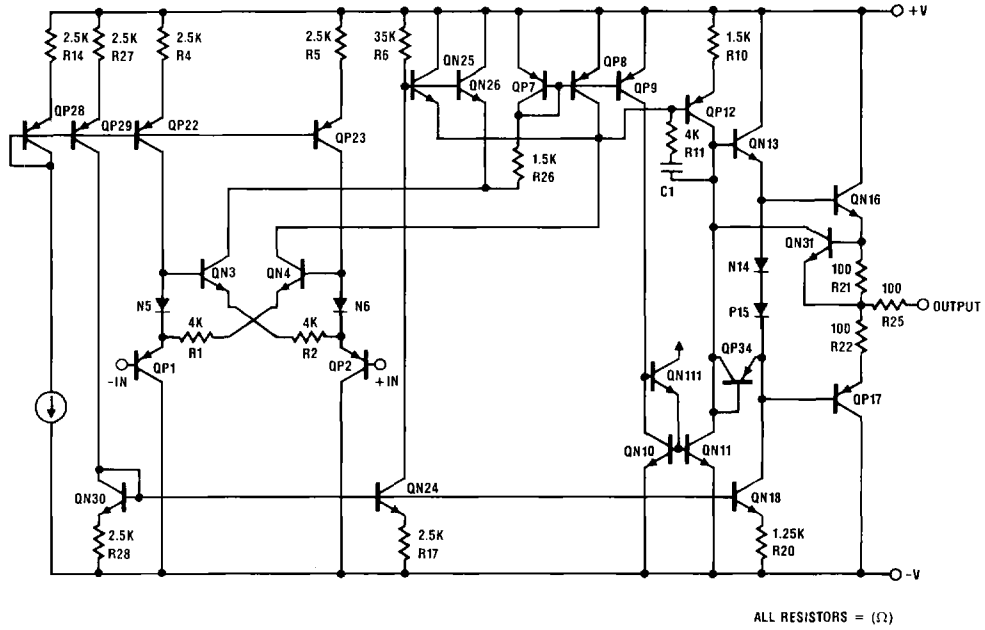 +V
2.5K
R14
2.5K
R27
2.5K
R4
2.5K
R5
35K
R6
QN25
QN26
QP7
QP8
QP9
1.5K
R10
QP28
QP29
QP22
QP23
QP12
4K
R11
C1
QN13
1.5K
R26
QN16
QN31
QN3
QN4
N14
100
R21
100
R25
OUTPUT
N5
N6
P15
100
R22
4K
R1
4K
R2
QP34
-IN
QP1
QP2
+IN
QN111
QP17
QN10
QN11
QN30
QN24
QN18
2.5K
R28
2.5K
R17
1.25K
R20
-V
ALL RESISTORS = (Ω)